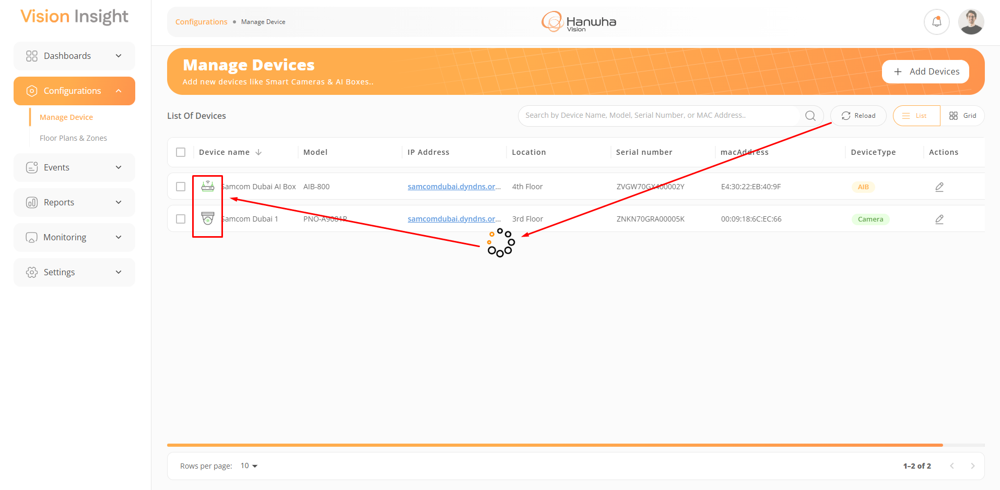 Vision Insight
Configurations • Manage Device
Hanwha
Vision
Dashboards
Configurations
Manage Device
Floor Plans & Zones
Events
Reports
Monitoring
Settings
Manage Devices
Add new devices like Smart Cameras & AI Boxes..
+ Add Devices
List Of Devices
Search by Device Name, Model, Serial Number, or MAC Address..
Reload
List
Grid
Device name Model IP Address Location Serial number macAddress DeviceType Actions
Samcom Dubai AI Box AIB-800 samcomdubai.dyndns.or... 4th Floor ZVGW70GX400002Y E4:30:22:EB:40:9F AIB
Samcom Dubai 1 PNO-A9081R samcomdubai.dyndns.or... 3rd Floor ZNKN70GRA00005K 00:09:18:6C:EC:66 Camera
Rows per page: 10
1–2 of 2